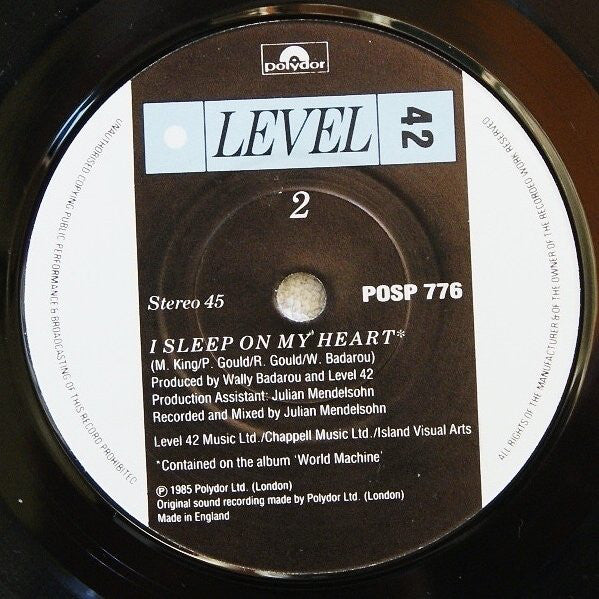 polydor
LEVEL 42
2
Stereo 45
POSP 776
I SLEEP ON MY HEART*
(M. King/P. Gould/R. Gould/W. Badarou)
Produced by Wally Badarou and Level 42
Production Assistant: Julian Mendelsohn
Recorded and Mixed by Julian Mendelsohn
Level 42 Music Ltd./Chappell Music Ltd./Island Visual Arts
*Contained on the album 'World Machine'
℗ 1985 Polydor Ltd. (London)
Original sound recording made by Polydor Ltd. (London)
Made in England
UNAUTHORISED COPYING PUBLIC PERFORMANCE & BROADCASTING OF THIS RECORD PROHIBITED
ALL RIGHTS OF THE MANUFACTURER & OF THE OWNER OF THE RECORDED WORK RESERVED